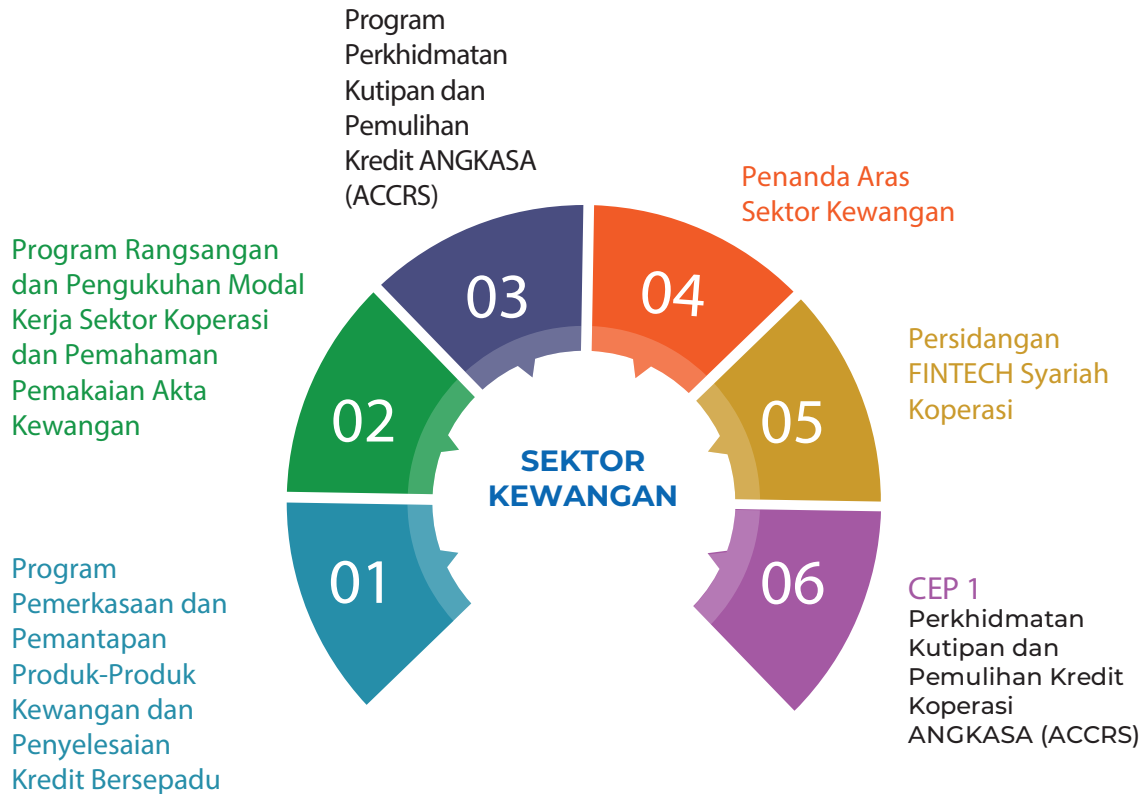 SEKTOR
KEWANGAN
01
Program
Pemerkasaan dan
Pemantapan
Produk-Produk
Kewangan dan
Penyelesaian
Kredit Bersepadu
02
Program Rangsangan
dan Pengukuhan Modal
Kerja Sektor Koperasi
dan Pemahaman
Pemakaian Akta
Kewangan
03
Program
Perkhidmatan
Kutipan dan
Pemulihan
Kredit ANGKASA
(ACCRS)
04
Penanda Aras
Sektor Kewangan
05
Persidangan
FINTECH Syariah
Koperasi
06
CEP 1
Perkhidmatan
Kutipan dan
Pemulihan Kredit
Koperasi
ANGKASA (ACCRS)